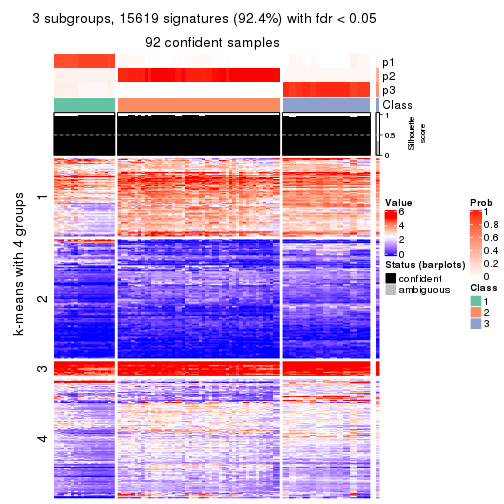 3 subgroups, 15619 signatures (92.4%) with fdr < 0.05
92 confident samples
p1
p2
p3
Class
1
0.5
0
Silhouette
score
k-means with 4 groups
1
2
3
4
Value
6
4
2
0
Status (barplots)
confident
ambiguous
Prob
1
0.8
0.6
0.4
0.2
0
Class
1
2
3